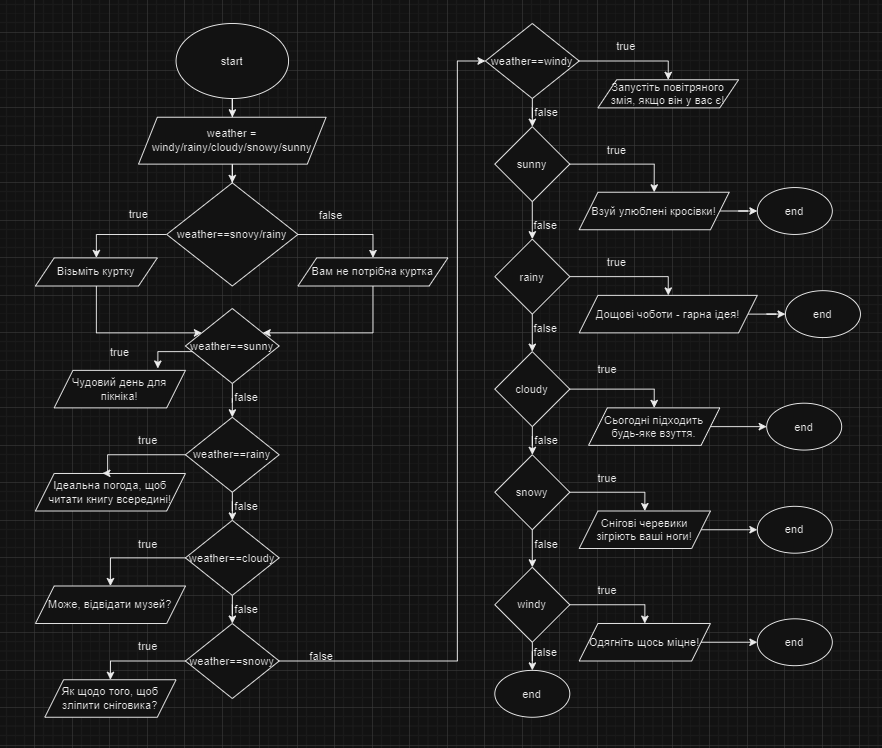 start
weather =
windy/rainy/cloudy/snowy/sunny
weather==snovy/rainy
true
false
Візьміть куртку
Вам не потрібна куртка
weather==sunny
true
Чудовий день для
пікніка!
false
weather==rainy
true
Ідеальна погода, щоб
читати книгу всередині!
false
weather==cloudy
true
Може, відвідати музей?
false
weather==snowy
true
Як щодо того, щоб
зліпити сніговика?
false
weather==windy
true
Запустіть повітряного
змія, якщо він у вас є!
false
sunny
true
Взуй улюблені кросівки!
end
false
rainy
true
Дощові чоботи - гарна ідея!
end
false
cloudy
true
Сьогодні підходить
будь-яке взуття.
end
false
snowy
true
Снігові черевики
зігріють ваші ноги!
end
false
windy
true
Одягніть щось міцне!
end
false
end